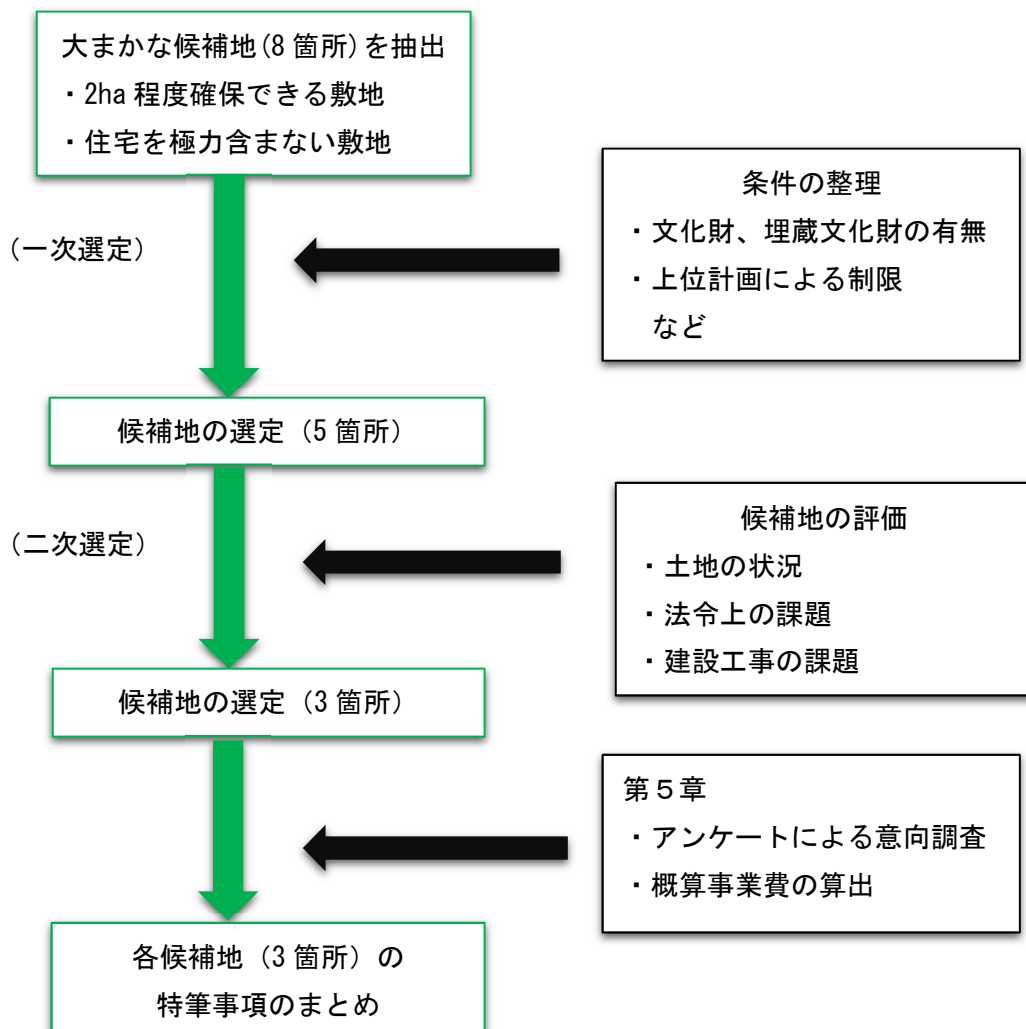 大まかな候補地(8箇所)を抽出
・2ha程度確保できる敷地
・住宅を極力含まない敷地
条件の整理
・文化財、埋蔵文化財の有無
・上位計画による制限
など
（一次選定）
候補地の選定（5箇所）
候補地の評価
・土地の状況
・法令上の課題
・建設工事の課題
（二次選定）
候補地の選定（3箇所）
第５章
・アンケートによる意向調査
・概算事業費の算出
各候補地（3箇所）の
特筆事項のまとめ